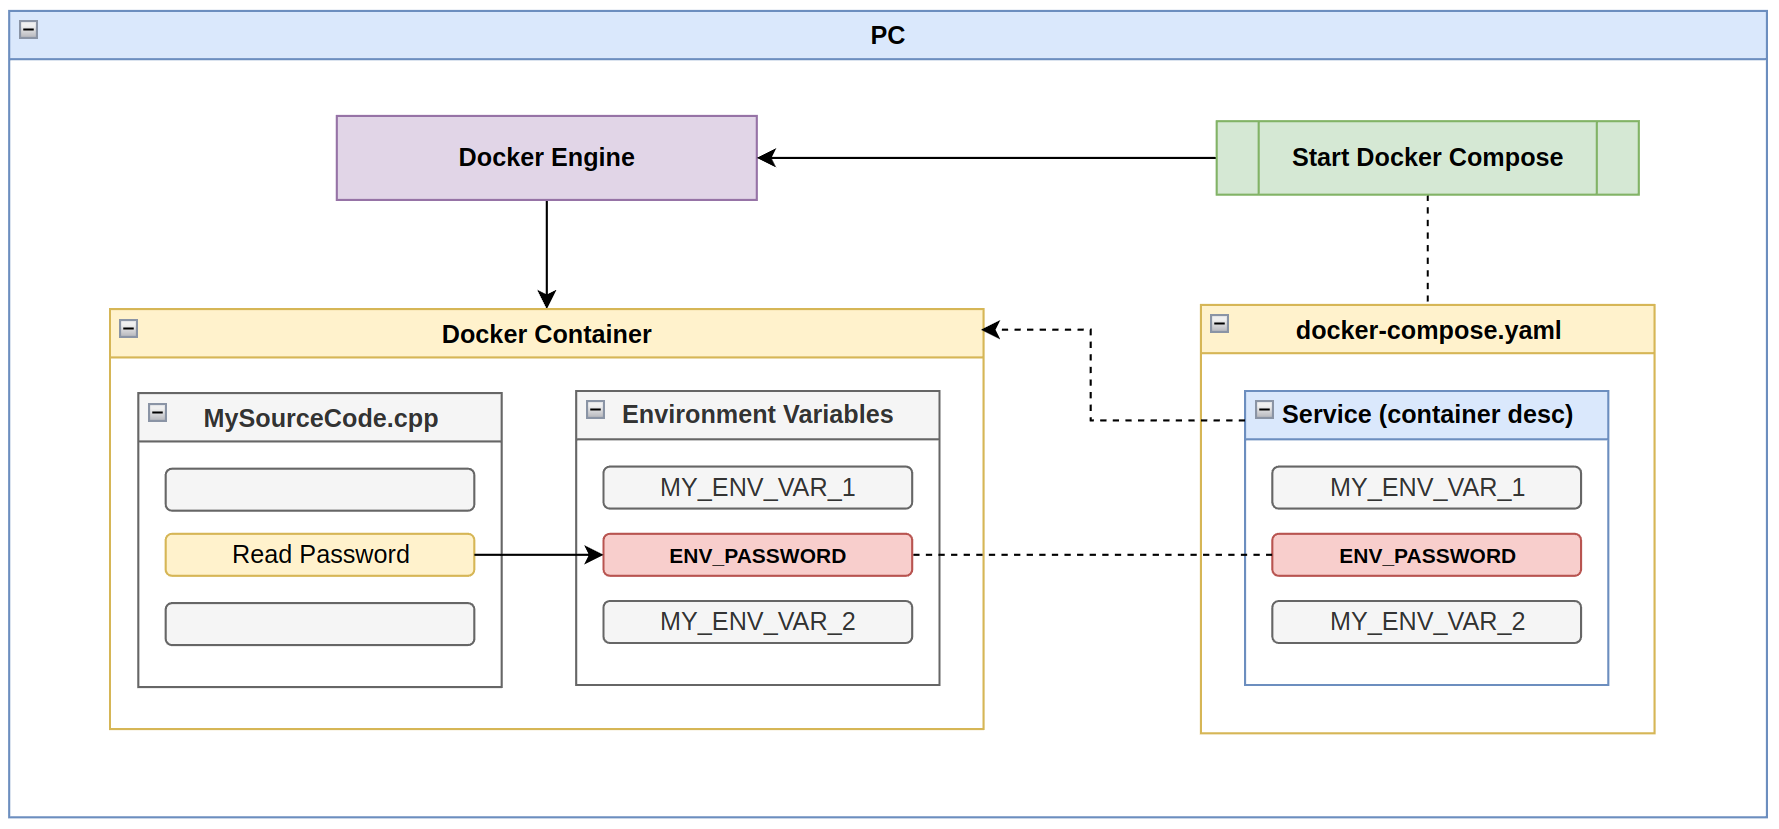 PC
Docker Engine
Start Docker Compose
Docker Container
docker-compose.yaml
MySourceCode.cpp
Environment Variables
Service (container desc)
MY_ENV_VAR_1
MY_ENV_VAR_1
Read Password
ENV_PASSWORD
ENV_PASSWORD
MY_ENV_VAR_2
MY_ENV_VAR_2